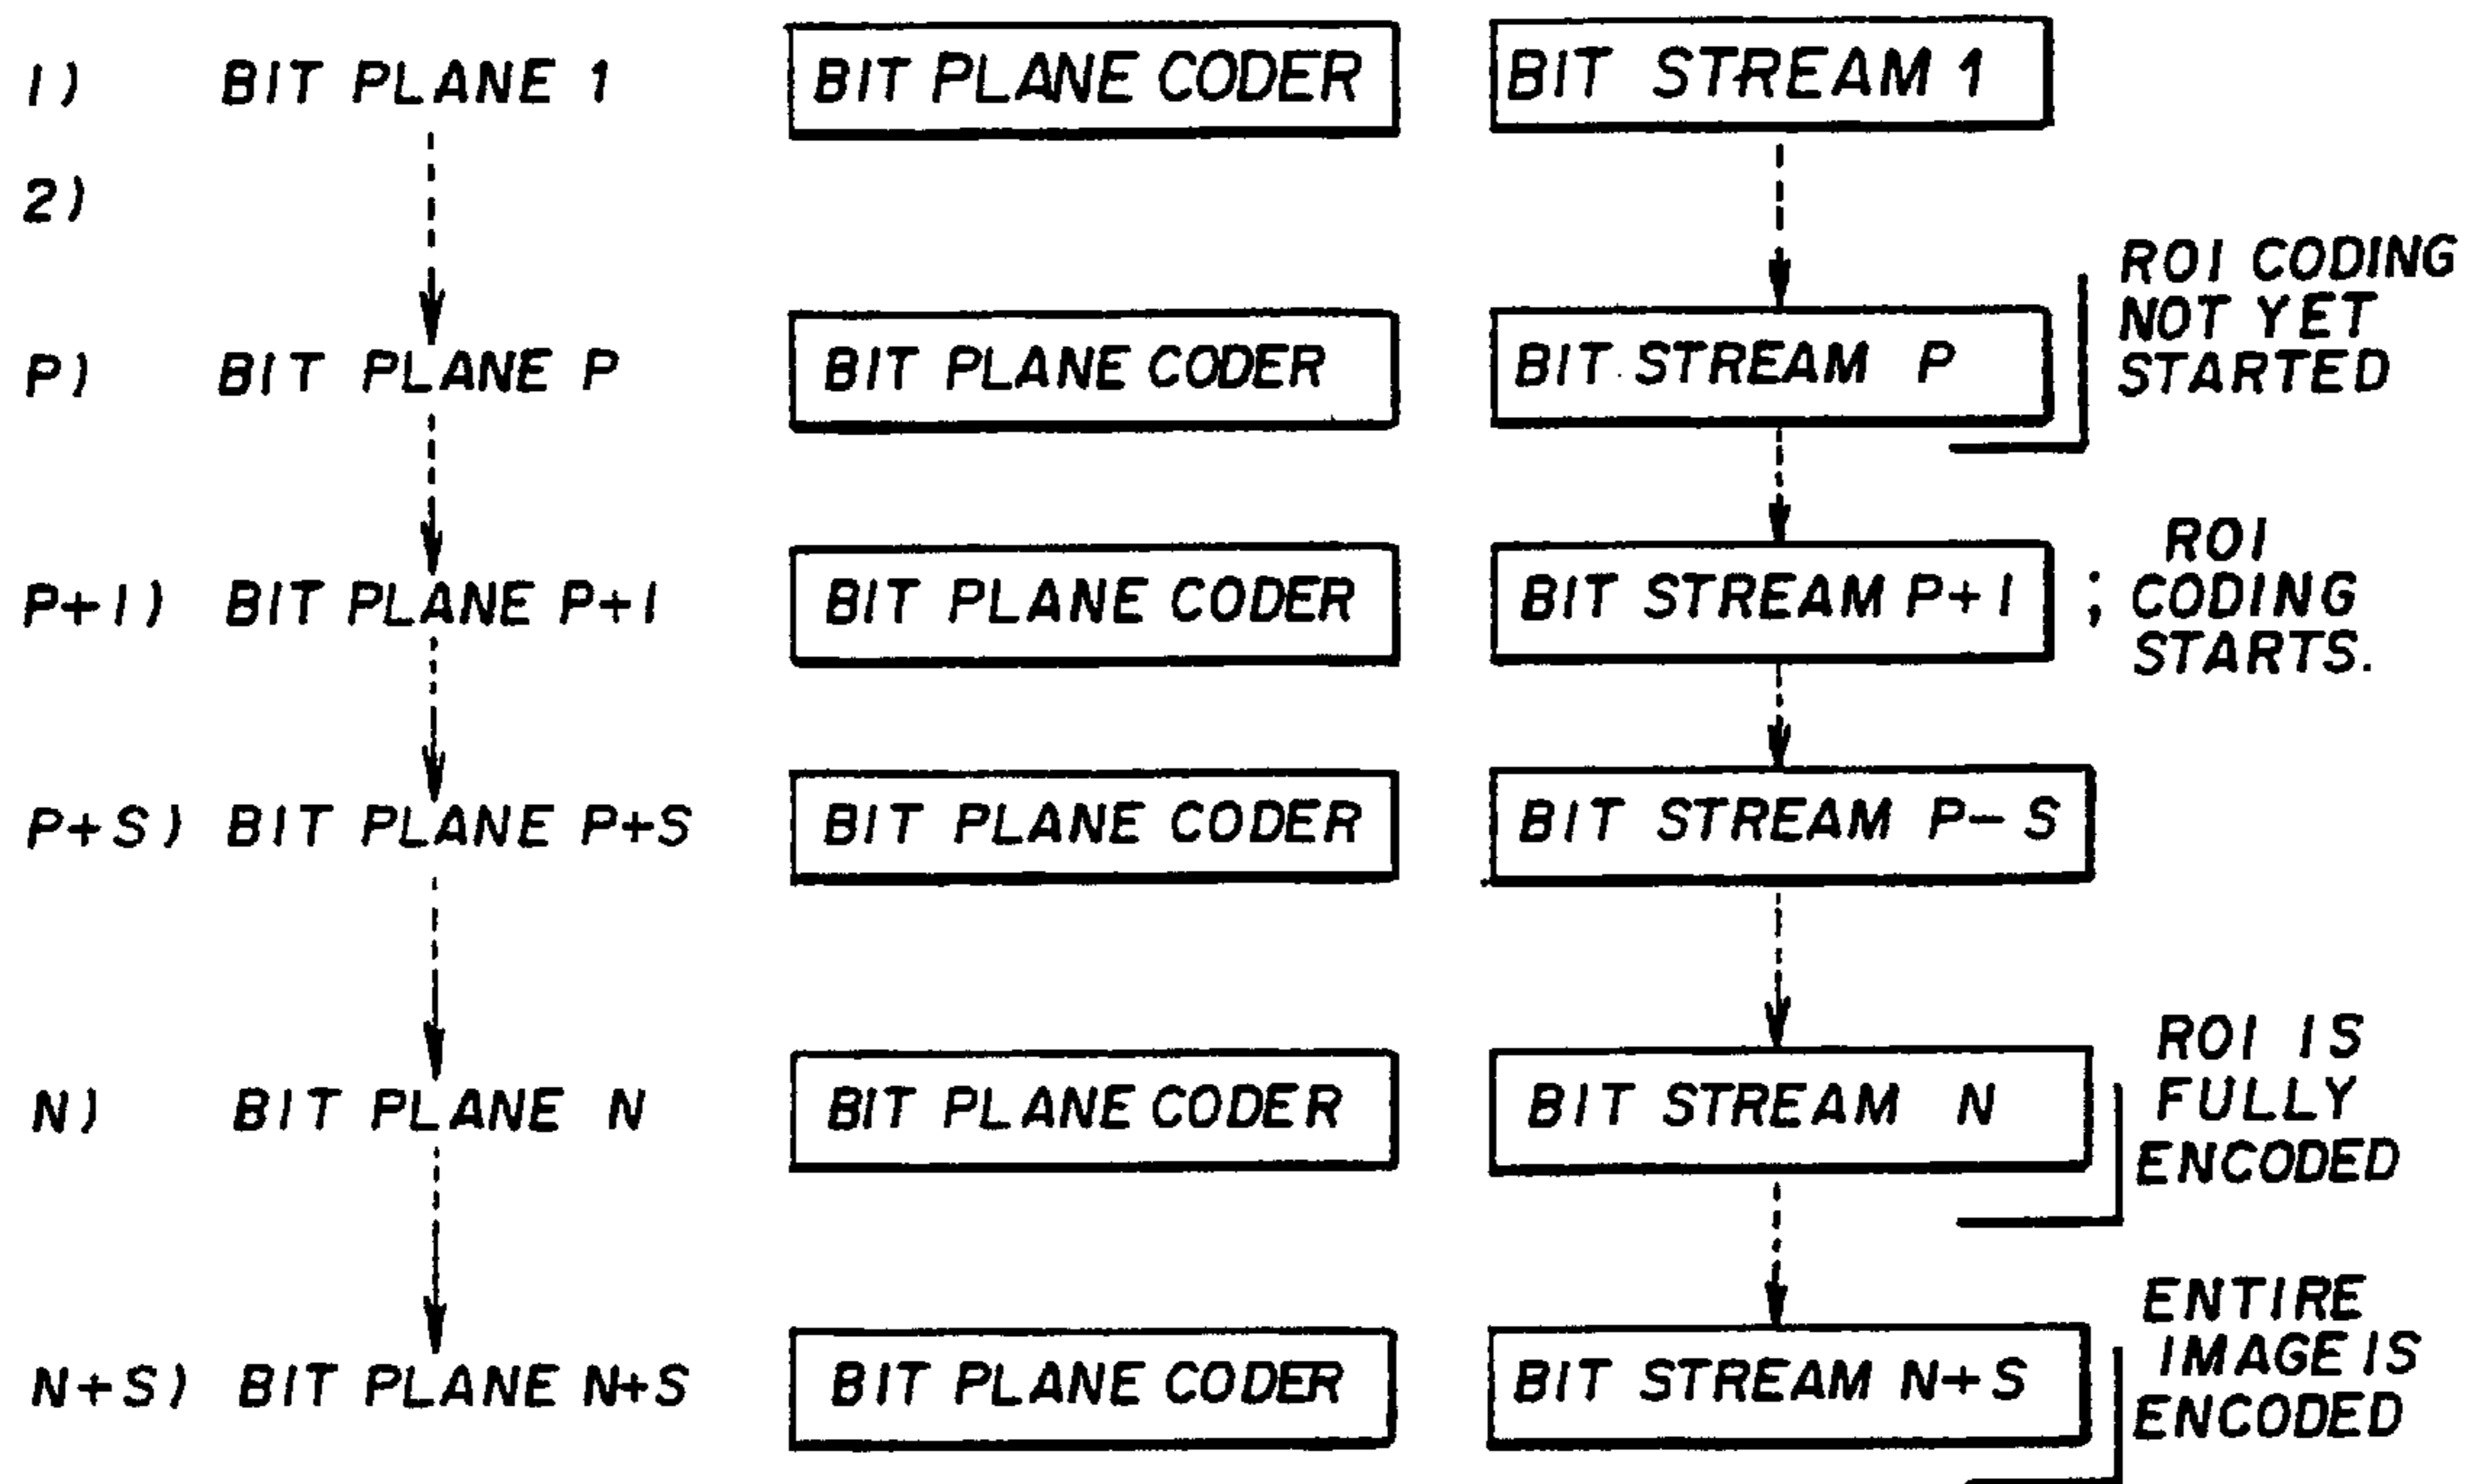 1) BIT PLANE 1 BIT PLANE CODER BIT STREAM 1
2)
P) BIT PLANE P BIT PLANE CODER BIT STREAM P
ROI CODING
NOT YET
STARTED
P+1) BIT PLANE P+1 BIT PLANE CODER BIT STREAM P+1 ;
ROI
CODING
STARTS.
P+S) BIT PLANE P+S BIT PLANE CODER BIT STREAM P-S
N) BIT PLANE N BIT PLANE CODER BIT STREAM N
ROI IS
FULLY
ENCODED
N+S) BIT PLANE N+S BIT PLANE CODER BIT STREAM N+S
ENTIRE
IMAGE IS
ENCODED